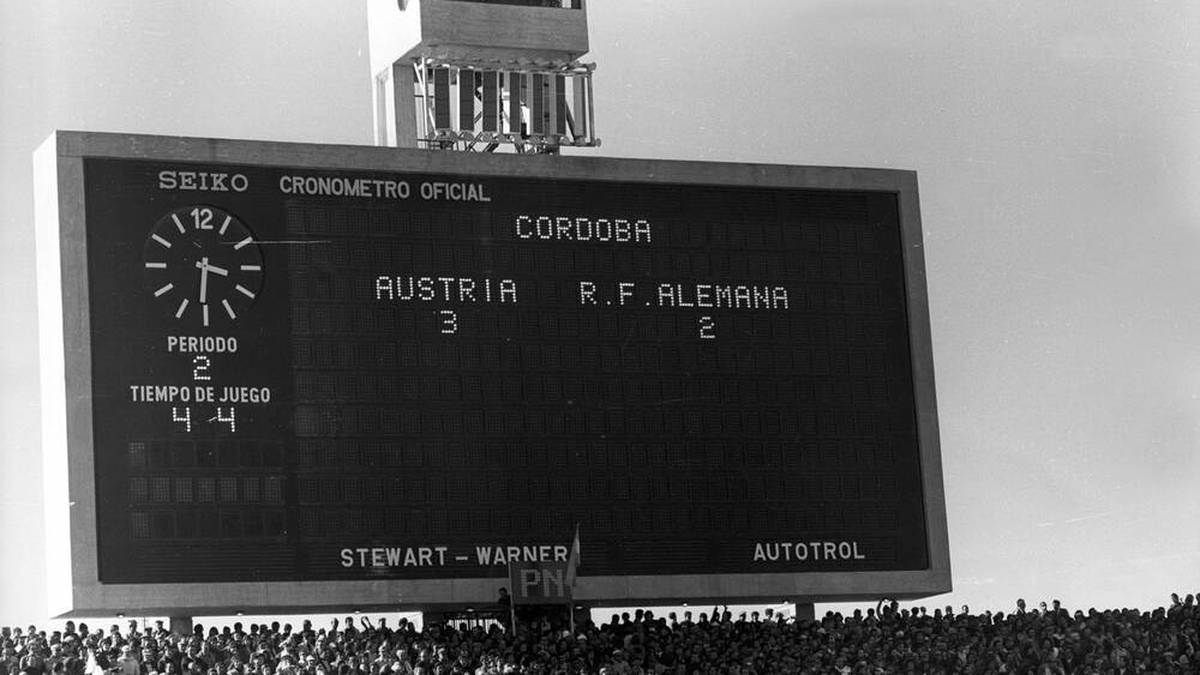 SEIKO CRONOMETRO OFICIAL
12
CORDOBA
AUSTRIA R.F.ALEMANA
3 2
PERIODO
2
TIEMPO DE JUEGO
44
STEWART-WARNER AUTOTROL
PN